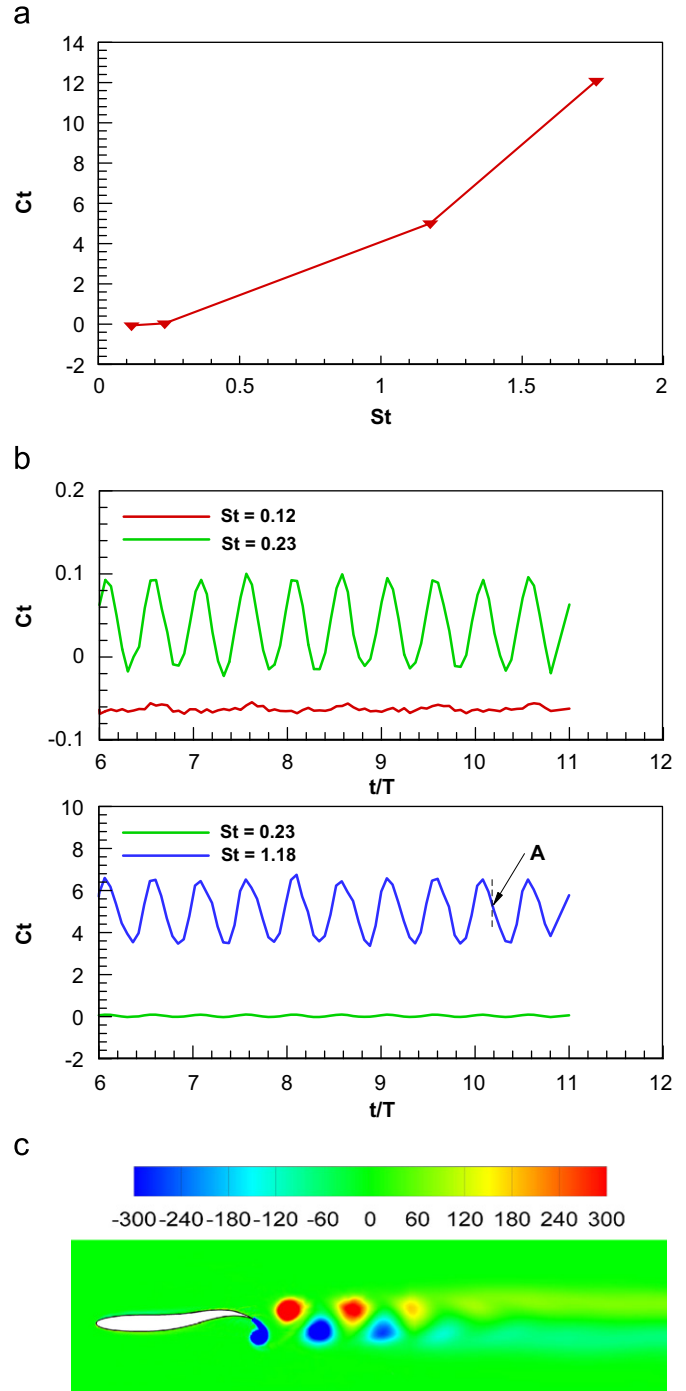 a
14
12
10
8
6
4
2
0
-2
Ct
0 0.5 1 1.5 2
St
b
0.2
0.1
0
-0.1
Ct
St = 0.12
St = 0.23
6 7 8 9 10 11 12
t/T
10
8
6
4
2
0
-2
Ct
St = 0.23
St = 1.18
A
6 7 8 9 10 11 12
t/T
c
-300 -240 -180 -120 -60 0 60 120 180 240 300